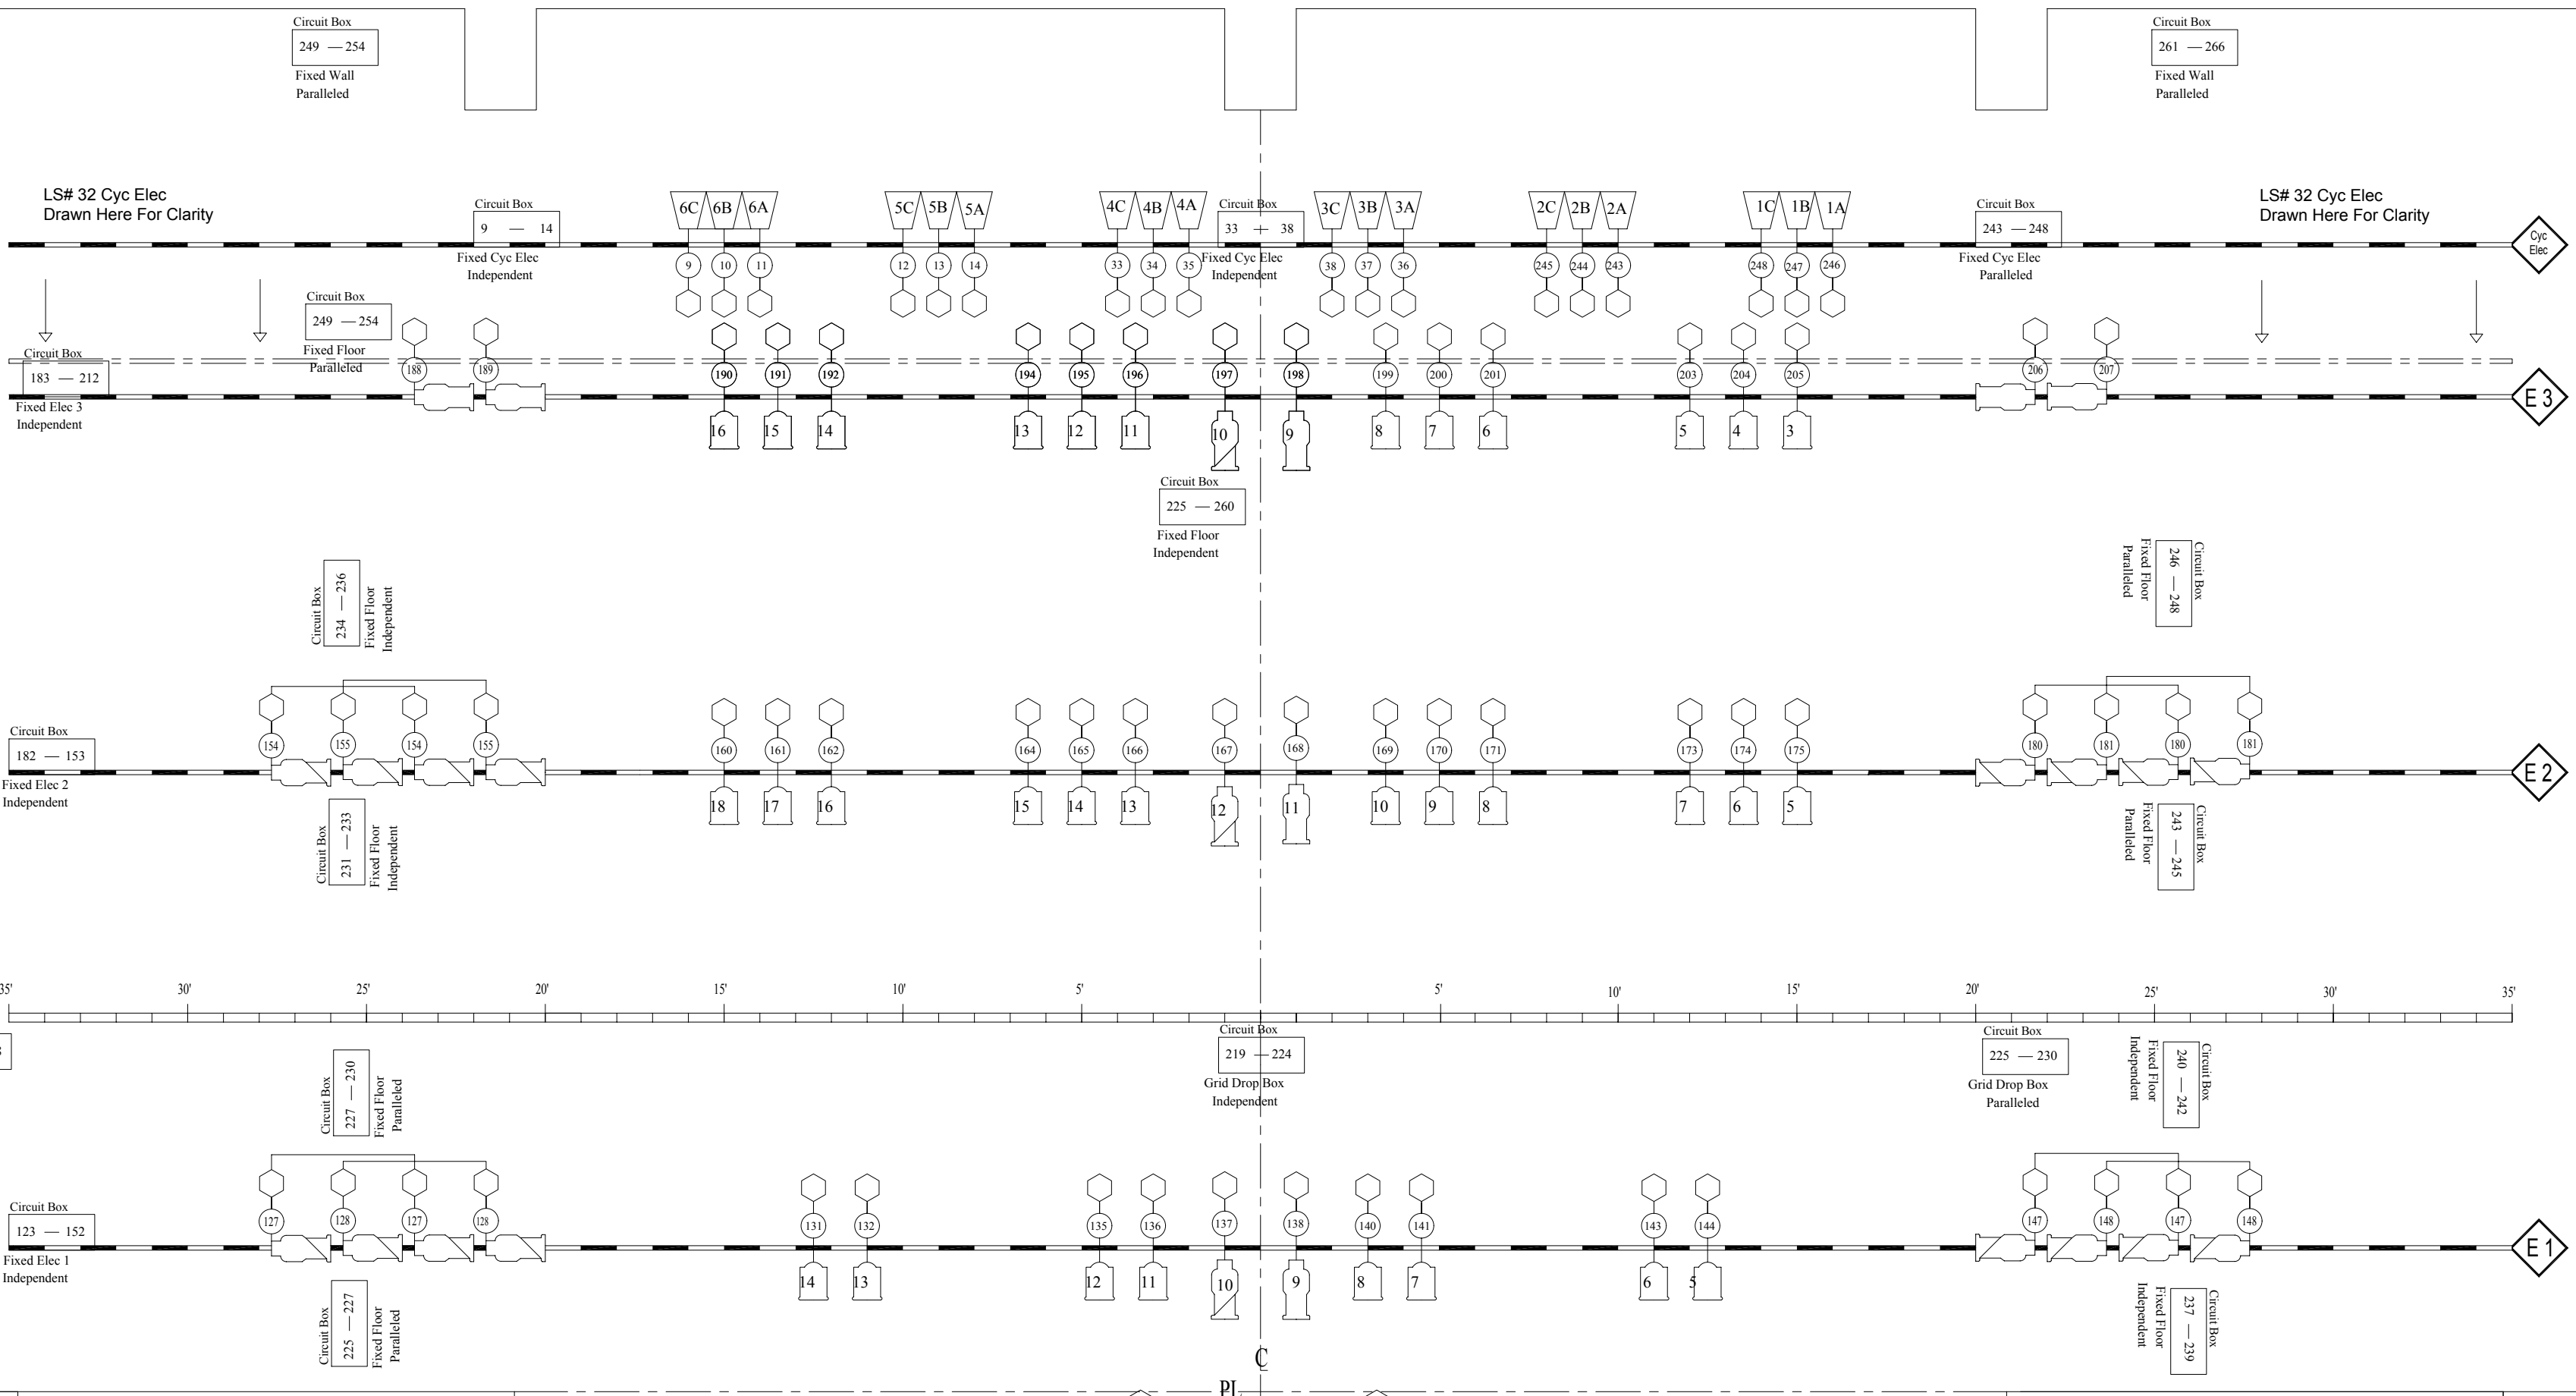 Circuit Box
249 — 254
Fixed Wall
Paralleled
Circuit Box
261 — 266
Fixed Wall
Paralleled
LS# 32 Cyc Elec
Drawn Here For Clarity
Circuit Box
9 — 14
Fixed Cyc Elec
Independent
6C 6B 6A 5C 5B 5A 4C 4B 4A
Circuit Box
33 — 38
Fixed Cyc Elec
Independent
3C 3B 3A 2C 2B 2A 1C 1B 1A
Circuit Box
243 — 248
Fixed Cyc Elec
Paralleled
LS# 32 Cyc Elec
Drawn Here For Clarity
Cyc
Elec
9 10 11 12 13 14 33 34 35 38 37 36 245 244 243 248 247 246
Circuit Box
249 — 254
Fixed Floor
Paralleled
Circuit Box
183 — 212
Fixed Elec 3
Independent
188 189 190 191 192 194 195 196 197 198 199 200 201 203 204 205 206 207
E 3
16 15 14 13 12 11 10 9 8 7 6 5 4 3
Circuit Box
225 — 260
Fixed Floor
Independent
Circuit Box
234 — 236
Fixed Floor
Independent
Circuit Box
246 — 248
Fixed Floor
Paralleled
Circuit Box
182 — 153
Fixed Elec 2
Independent
154 155 154 155 160 161 162 164 165 166 167 168 169 170 171 173 174 175 180 181 180 181
E 2
18 17 16 15 14 13 12 11 10 9 8 7 6 5
Circuit Box
231 — 233
Fixed Floor
Independent
Circuit Box
243 — 245
Fixed Floor
Paralleled
35' 30' 25' 20' 15' 10' 5' 5' 10' 15' 20' 25' 30' 35'
Circuit Box
227 — 230
Fixed Floor
Paralleled
Circuit Box
219 — 224
Grid Drop Box
Independent
Circuit Box
225 — 230
Grid Drop Box
Paralleled
Circuit Box
240 — 242
Fixed Floor
Independent
Circuit Box
123 — 152
Fixed Elec 1
Independent
127 128 127 128 131 132 135 136 137 138 140 141 143 144 147 148 147 148
E 1
14 13 12 11 10 9 8 7 6 5
Circuit Box
225 — 227
Fixed Floor
Paralleled
Circuit Box
237 — 239
Fixed Floor
Independent
℄
PL